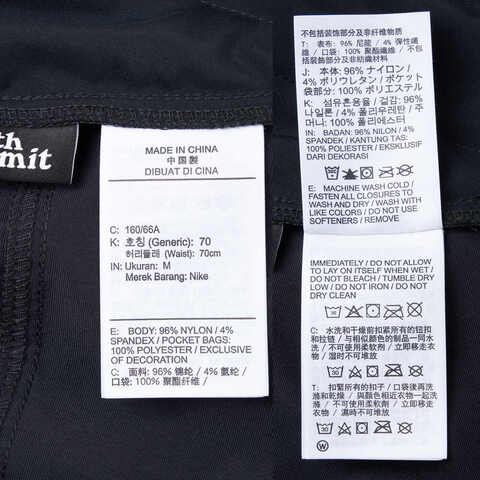 th
mit
MADE IN CHINA
中国製
DIBUAT DI CINA
C: 160/66A
K: 호칭 (Generic): 70
허리둘레 (Waist): 70cm
IN: Ukuran: M
Merek Barang: Nike
E: BODY: 96% NYLON / 4%
SPANDEX / POCKET BAGS:
100% POLYESTER / EXCLUSIVE
OF DECORATION
C: 面料: 96% 锦纶 / 4% 氨纶 /
口袋: 100% 聚酯纤维 /
不包括装饰部分及非纤维物质
T: 表布: 96% 尼龍 / 4% 彈性纖
維 / 口袋: 100% 聚酯纖維 / 不包
括裝飾部分及非紡織材料
J: 本体: 96% ナイロン /
4% ポリウレタン / ポケット
袋部分: 100% ポリエステル
K: 섬유혼용율 / 겉감: 96%
나일론 / 4% 폴리우레탄 / 주
머니: 100% 폴리에스터
IN: BADAN: 96% NILON / 4%
SPANDEK / KANTUNG TAS:
100% POLIESTER / EKSKLUSIF
DARI DEKORASI
E: MACHINE WASH COLD /
FASTEN ALL CLOSURES TO
WASH AND DRY / WASH WITH
LIKE COLORS / DO NOT USE
SOFTENERS / REMOVE
IMMEDIATELY / DO NOT ALLOW
TO LAY ON ITSELF WHEN WET /
DO NOT BLEACH / TUMBLE DRY
LOW / DO NOT IRON / DO NOT
DRYCLEAN
C: 水洗和干燥前扣紧所有的钮扣
和拉链 / 与相似颜色的制品一同水
洗 / 不可使用柔软剂 / 立即移出衣
物 / 湿时不可堆放
T: 扣緊所有的扣子 / 口袋後再洗
滌和乾燥 / 與顏色相近衣物一起洗
滌 / 不可使用柔軟劑 / 立即移出衣
物 / 濕時不可堆放
W